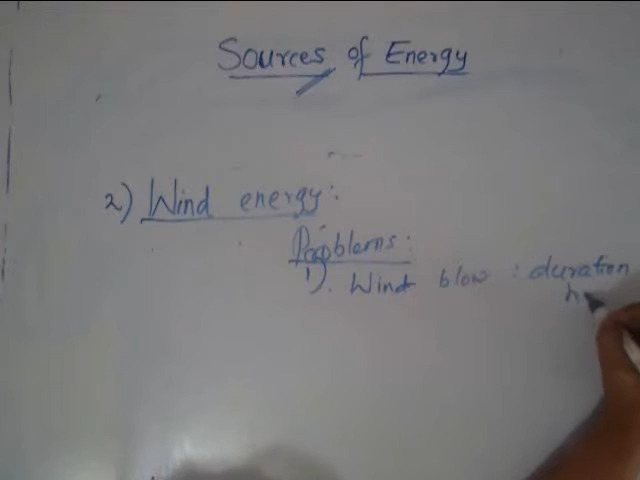 Sources of Energy
2) Wind energy:
Problems:
1). Wind blow : duration
h